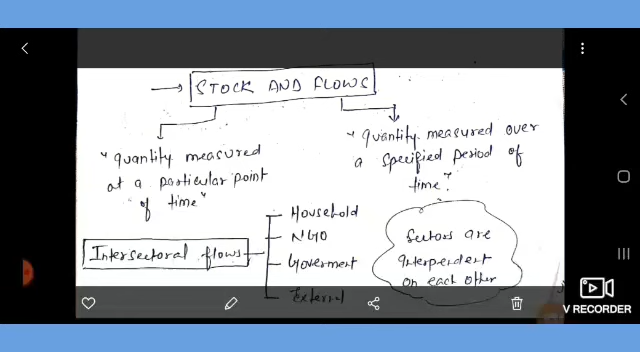 STOCK AND FLOWS
"quantity measured
at a particular point
of time"
"quantity measured over
a specified period of
time"
Intersectoral flows
Household
NGO
Goverment
External
Sectors are
interpendent
on each other
V RECORDER